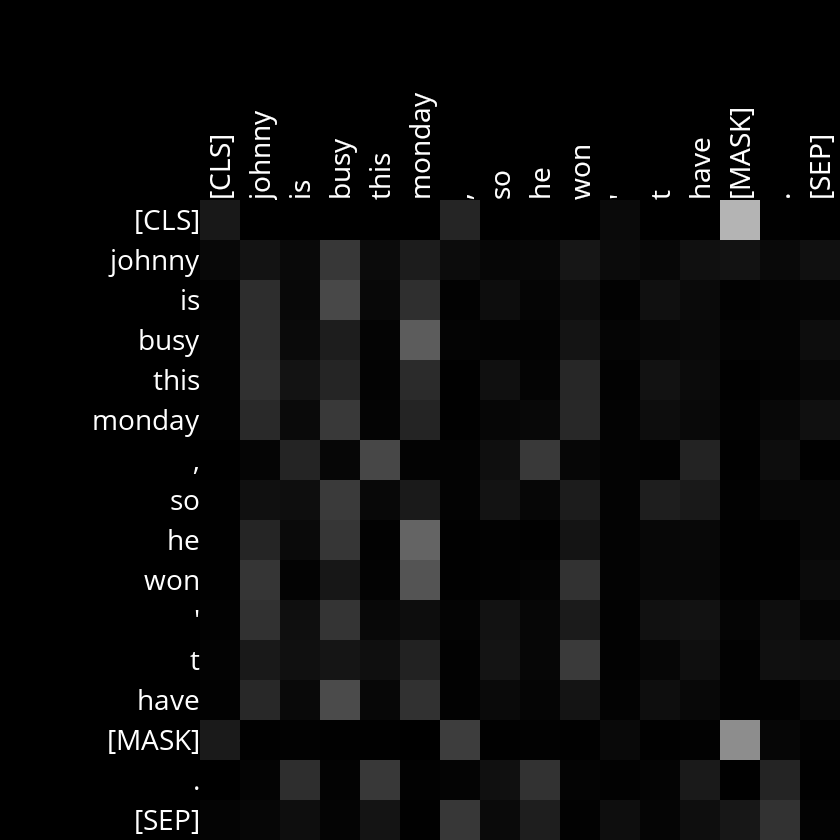 [CLS] johnny is busy this monday , so he won ' t have [MASK] . [SEP]
[CLS]
johnny
is
busy
this
monday
,
so
he
won
'
t
have
[MASK]
.
[SEP]